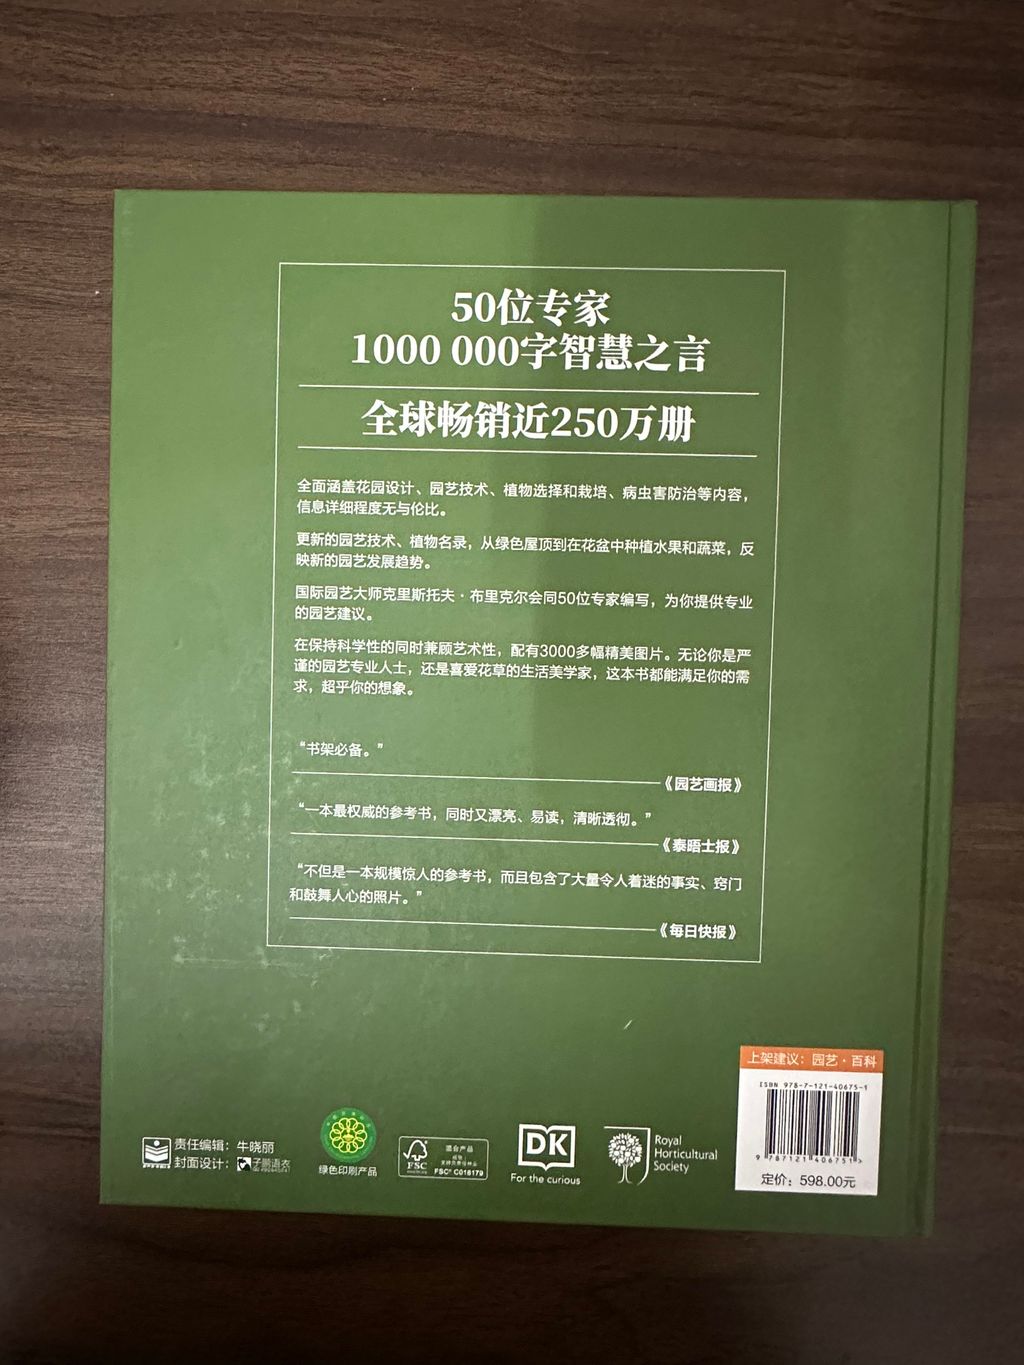 50位专家
1000 000字智慧之言
全球畅销近250万册
全面涵盖花园设计、园艺技术、植物选择和栽培、病虫害防治等内容，
信息详细程度无与伦比。
更新的园艺技术、植物名录，从绿色屋顶到在花盆中种植水果和蔬菜，反
映新的园艺发展趋势。
国际园艺大师克里斯托夫·布里克尔会同50位专家编写，为你提供专业
的园艺建议。
在保持科学性的同时兼顾艺术性，配有3000多幅精美图片。无论你是严
谨的园艺专业人士，还是喜爱花草的生活美学家，这本书都能满足你的需
求，超乎你的想象。
“书架必备。”
《园艺画报》
“一本最权威的参考书，同时又漂亮、易读，清晰透彻。”
《泰晤士报》
“不但是一本规模惊人的参考书，而且包含了大量令人着迷的事实、窍门
和鼓舞人心的照片。”
《每日快报》
上架建议：园艺·百科
ISBN 978-7-121-40675-1
9 787121 406751>
定价：598.00元
责任编辑：牛晓丽
封面设计：子鹏语衣
绿色印刷产品
FSC
混合产品
FSC® C018179
DK
For the curious
Royal
Horticultural
Society